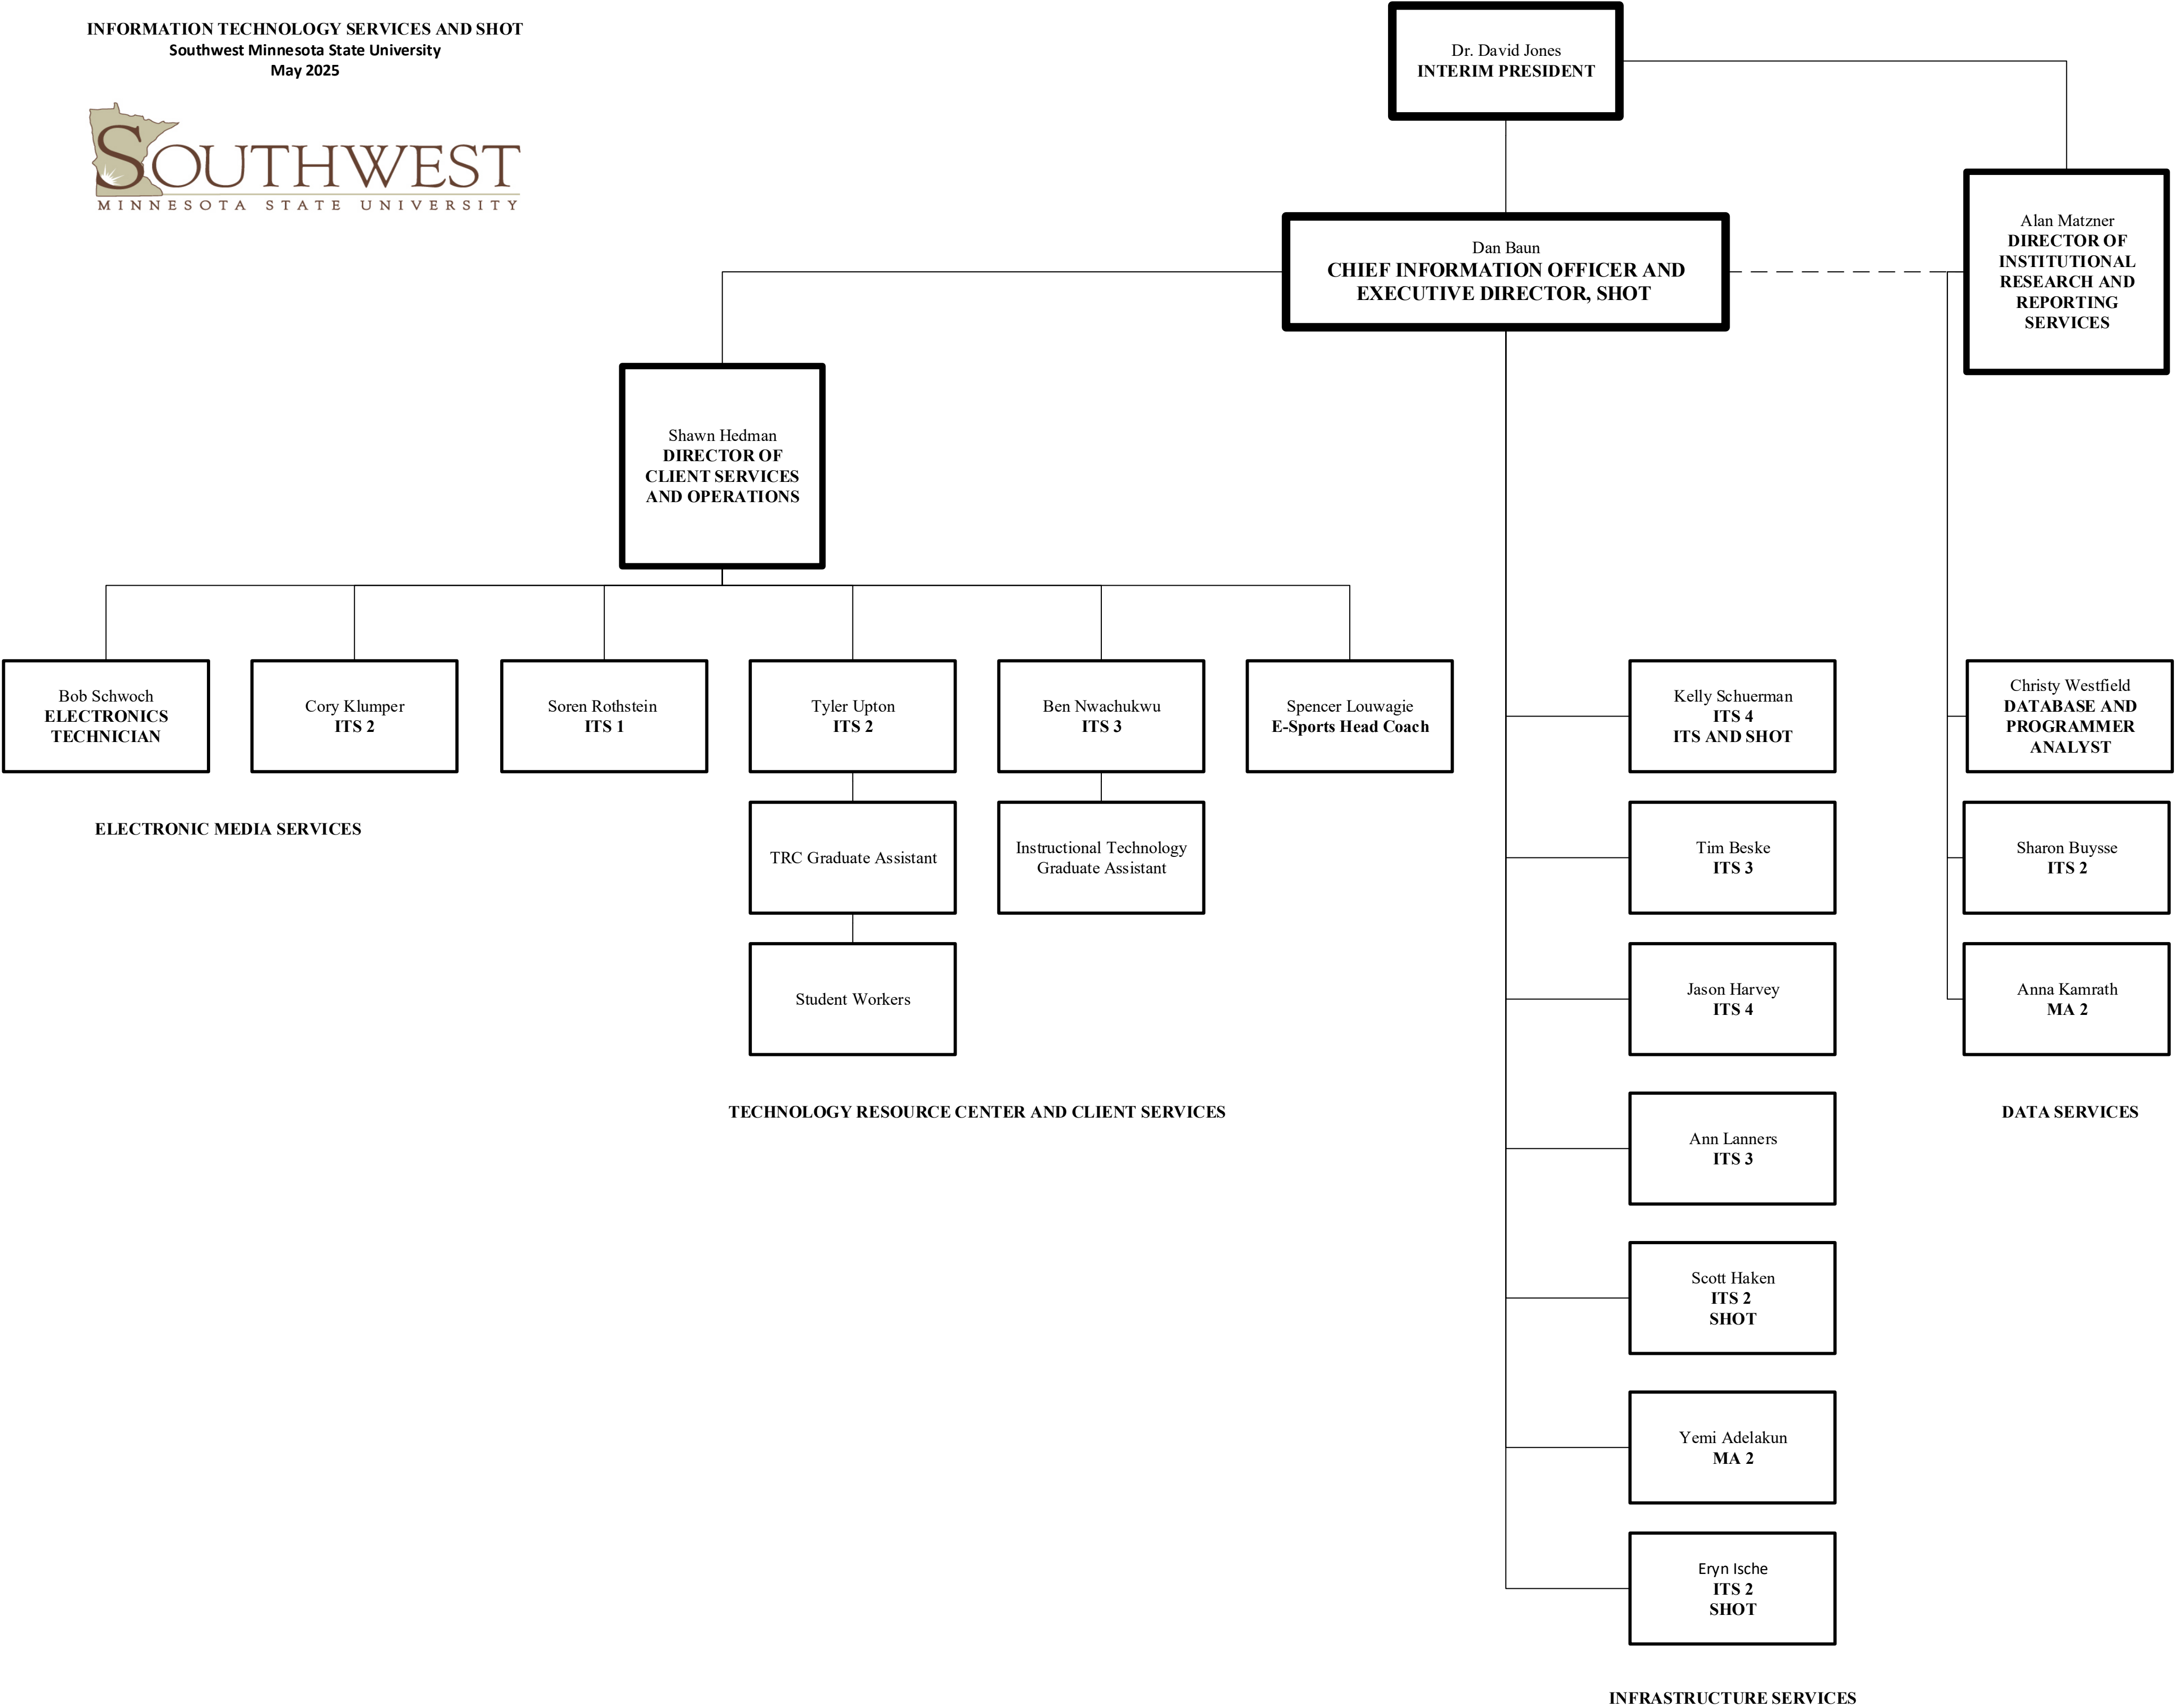 INFORMATION TECHNOLOGY SERVICES AND SHOT
Southwest Minnesota State University
May 2025
SOUTHWEST
MINNESOTA STATE UNIVERSITY
Dr. David Jones
INTERIM PRESIDENT
Dan Baun
CHIEF INFORMATION OFFICER AND
EXECUTIVE DIRECTOR, SHOT
Alan Matzner
DIRECTOR OF
INSTITUTIONAL
RESEARCH AND
REPORTING
SERVICES
Shawn Hedman
DIRECTOR OF
CLIENT SERVICES
AND OPERATIONS
Bob Schwoch
ELECTRONICS
TECHNICIAN
Cory Klumper
ITS 2
Soren Rothstein
ITS 1
Tyler Upton
ITS 2
Ben Nwachukwu
ITS 3
Spencer Louwagie
E-Sports Head Coach
ELECTRONIC MEDIA SERVICES
TRC Graduate Assistant
Instructional Technology
Graduate Assistant
Student Workers
TECHNOLOGY RESOURCE CENTER AND CLIENT SERVICES
Kelly Schuerman
ITS 4
ITS AND SHOT
Tim Beske
ITS 3
Jason Harvey
ITS 4
Ann Lanners
ITS 3
Scott Haken
ITS 2
SHOT
Yemi Adelakun
MA 2
Eryn Ische
ITS 2
SHOT
INFRASTRUCTURE SERVICES
Christy Westfield
DATABASE AND
PROGRAMMER
ANALYST
Sharon Buysse
ITS 2
Anna Kamrath
MA 2
DATA SERVICES